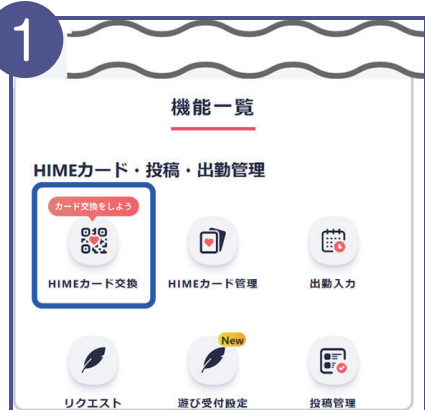 1
機能一覧
HIMEカード・投稿・出勤管理
カード交換をしよう
HIMEカード交換 HIMEカード管理 出勤入力
New
リクエスト 遊び受付設定 投稿管理